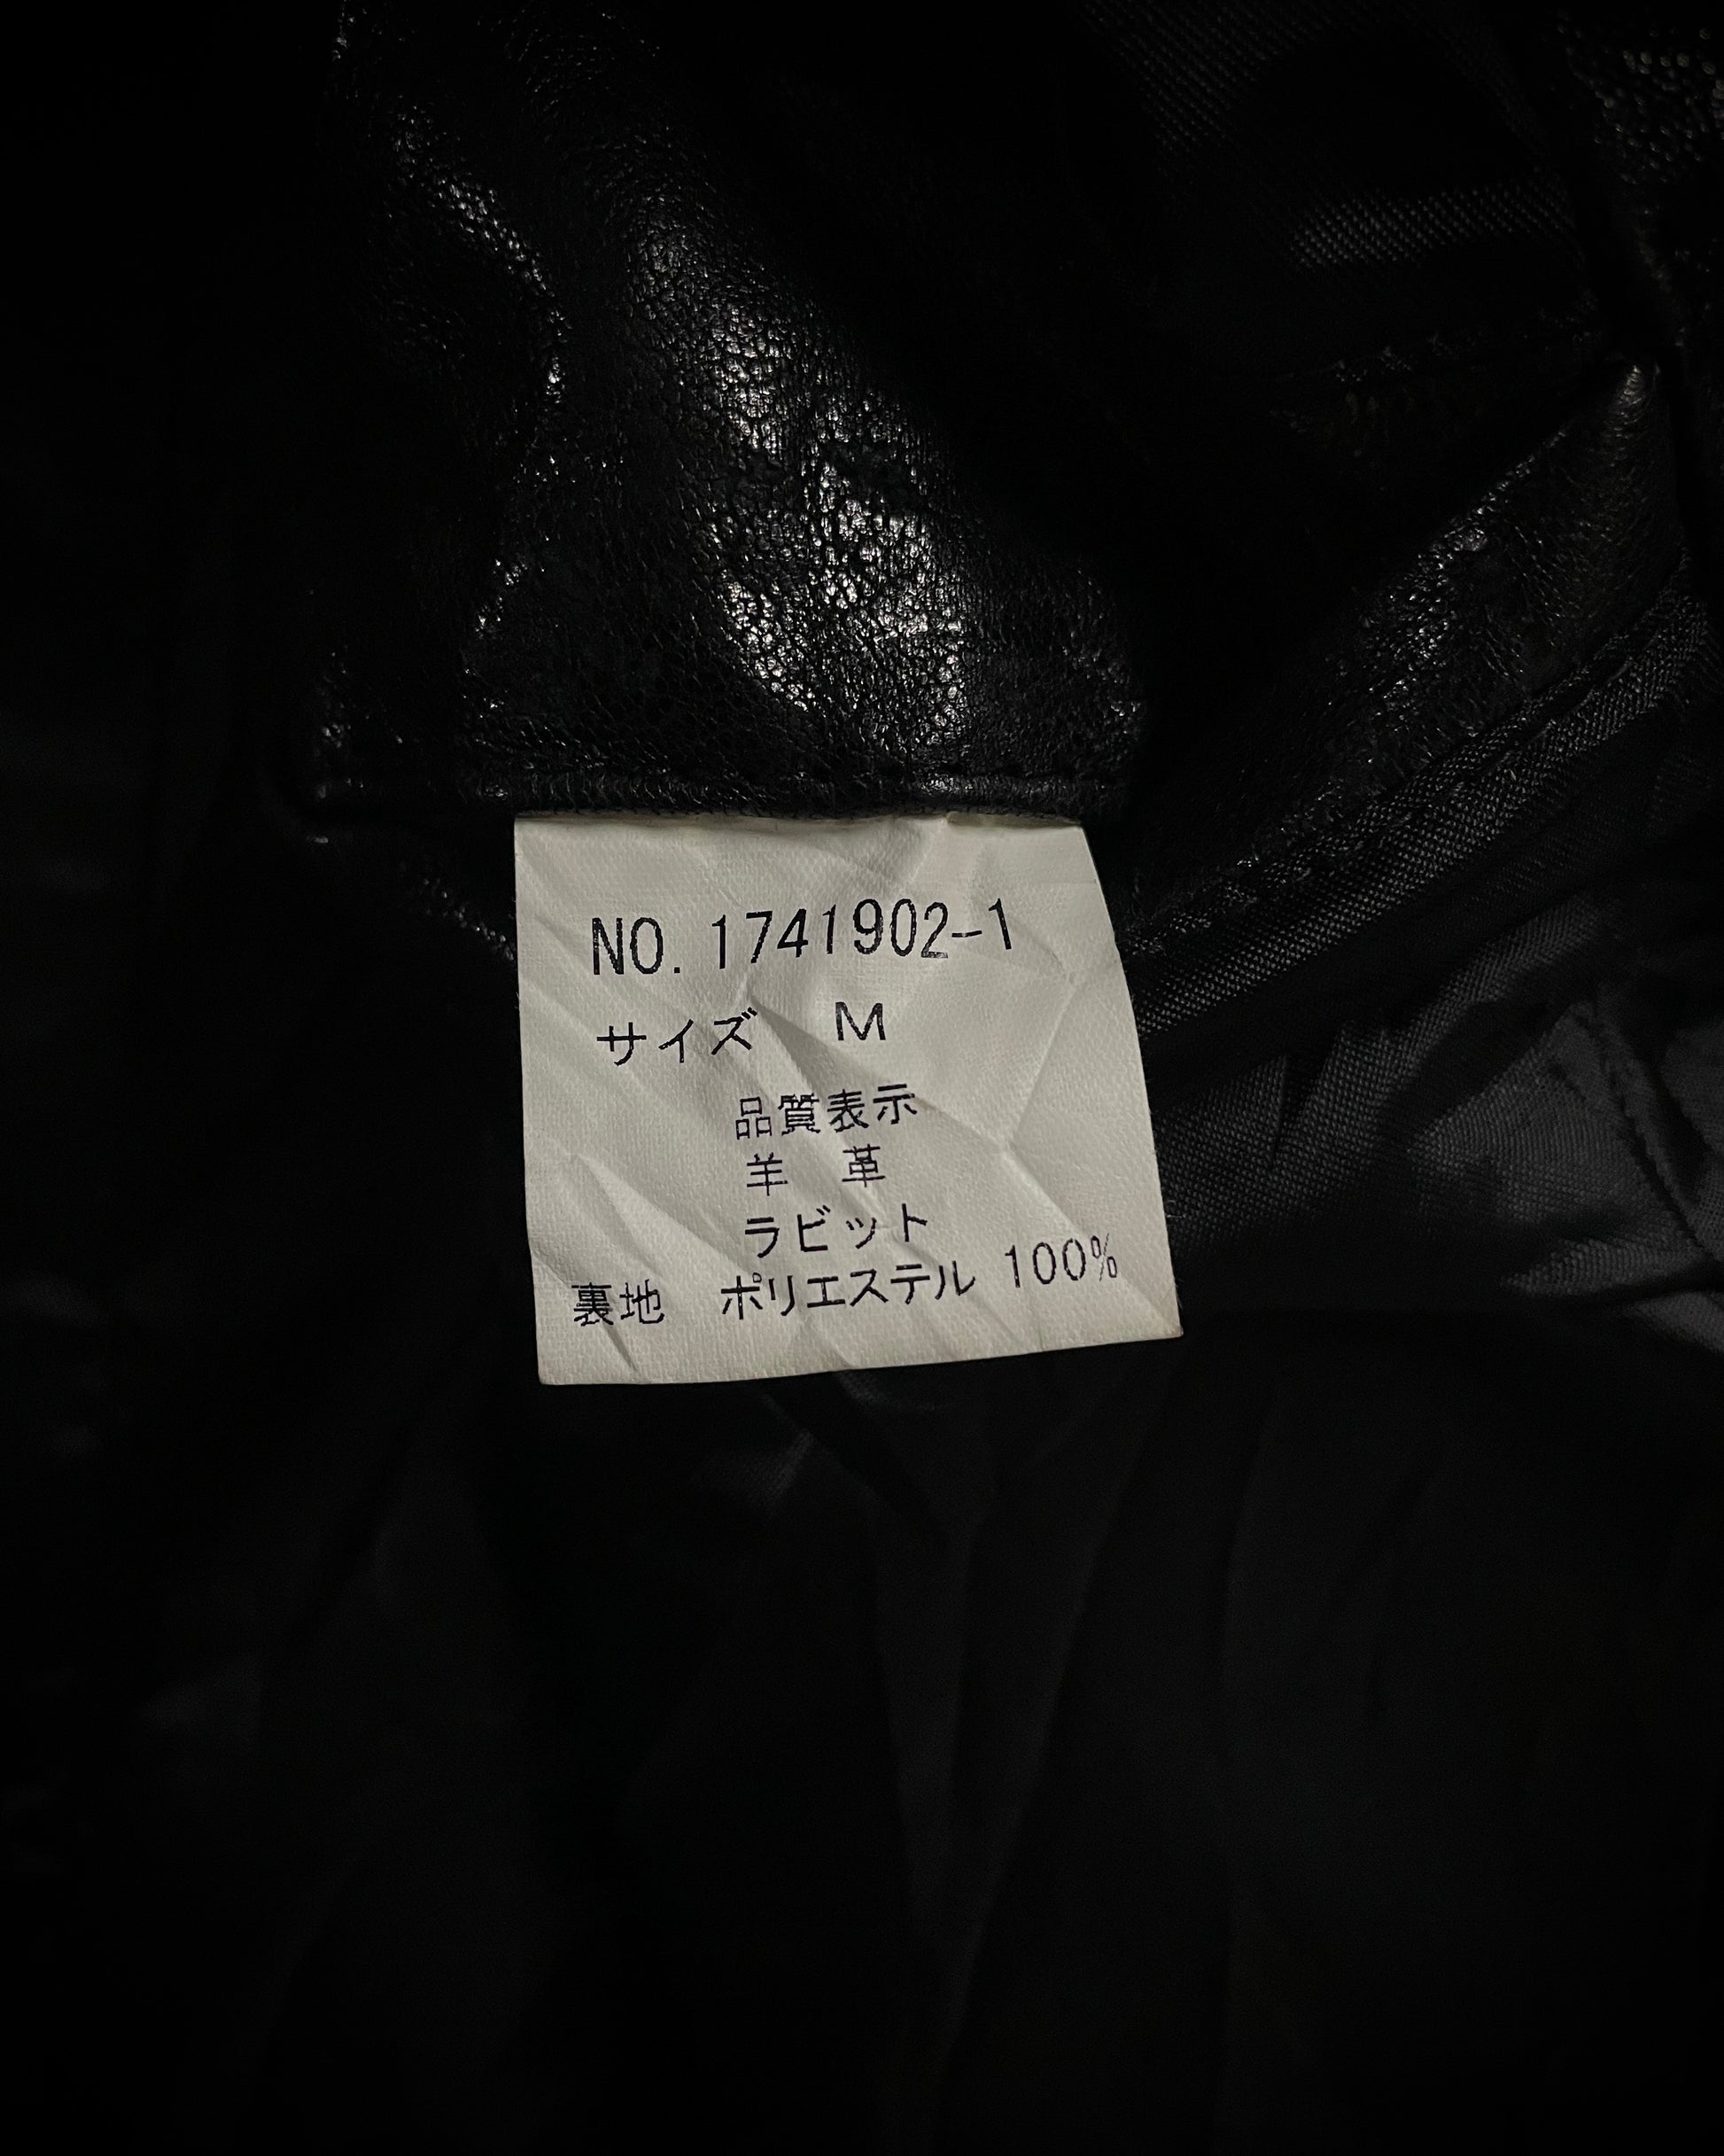 NO. 1741902-1
サイズ M
品質表示
羊 革
ラビット
裏地 ポリエステル 100%